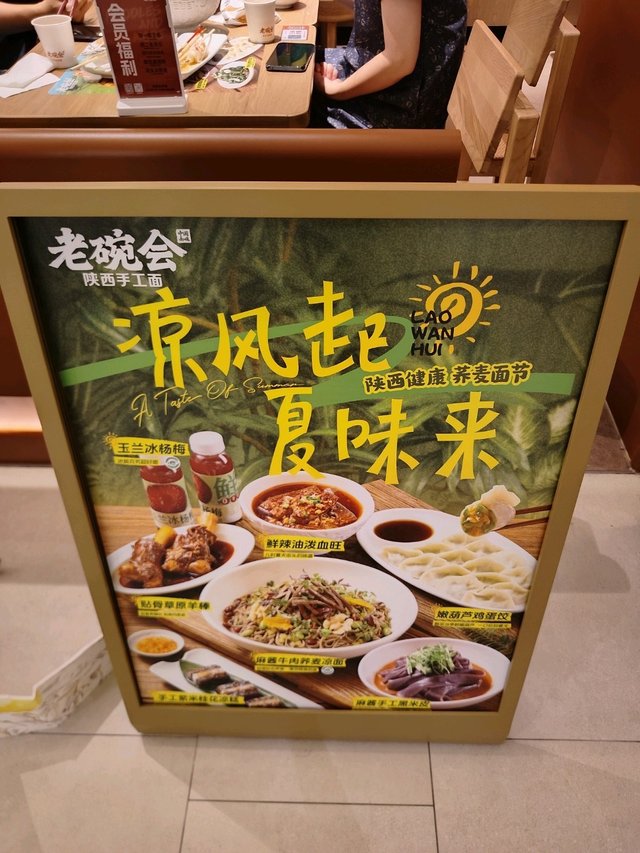 会员福利
老碗会
陕西手工面
凉风起
LAO
WAN
HUI
A Taste Of Summer
陕西健康 荞麦面节
夏味来
玉兰冰杨梅
鲜辣油泼血旺
贴骨草原羊棒
嫩葫芦鸡蛋饺
麻酱牛肉荞麦凉面
手工紫米桂花凉糕
麻酱手工黑米皮